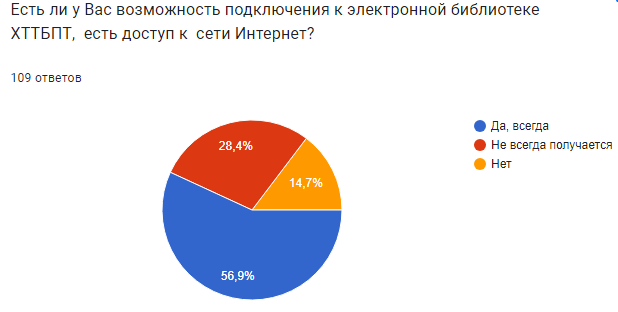 Есть ли у Вас возможность подключения к электронной библиотеке
ХТТБПТ,  есть доступ к  сети Интернет?
109 ответов
Да, всегда
Не всегда получается
Нет
28,4%
14,7%
56,9%